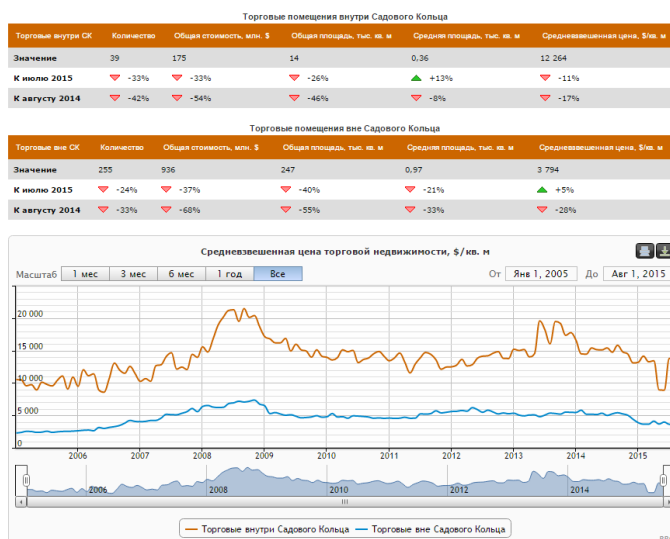 Торговые помещения внутри Садового Кольца
Торговые внутри СК Количество Общая стоимость, млн. $ Общая площадь, тыс. кв. м Средняя площадь, тыс. кв. м Средневзвешенная цена, $/кв. м
Значение 39 175 14 0,36 12 264
К июлю 2015 -33% -33% -26% +13% -11%
К августу 2014 -42% -54% -46% -8% -17%
Торговые помещения вне Садового Кольца
Торговые вне СК Количество Общая стоимость, млн. $ Общая площадь, тыс. кв. м Средняя площадь, тыс. кв. м Средневзвешенная цена, $/кв. м
Значение 255 936 247 0,97 3 794
К июлю 2015 -24% -37% -40% -21% +5%
К августу 2014 -33% -68% -55% -33% -28%
Средневзвешенная цена торговой недвижимости, $/кв. м
Масштаб 1 мес 3 мес 6 мес 1 год Все От Янв 1, 2005 До Авг 1, 2015
20 000
15 000
10 000
5 000
0
2006 2007 2008 2009 2010 2011 2012 2013 2014 2015
2006 2008 2010 2012 2014
Торговые внутри Садового Кольца Торговые вне Садового Кольца